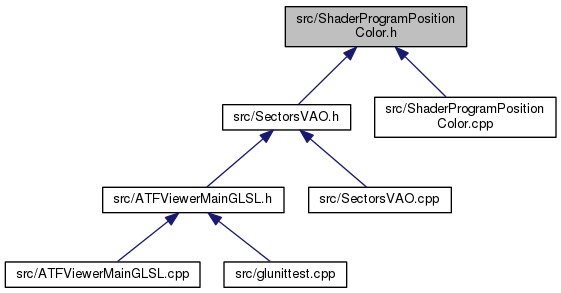 src/ShaderProgramPosition
Color.h
src/SectorsVAO.h
src/ShaderProgramPosition
Color.cpp
src/ATFViewerMainGLSL.h
src/SectorsVAO.cpp
src/ATFViewerMainGLSL.cpp
src/glunittest.cpp